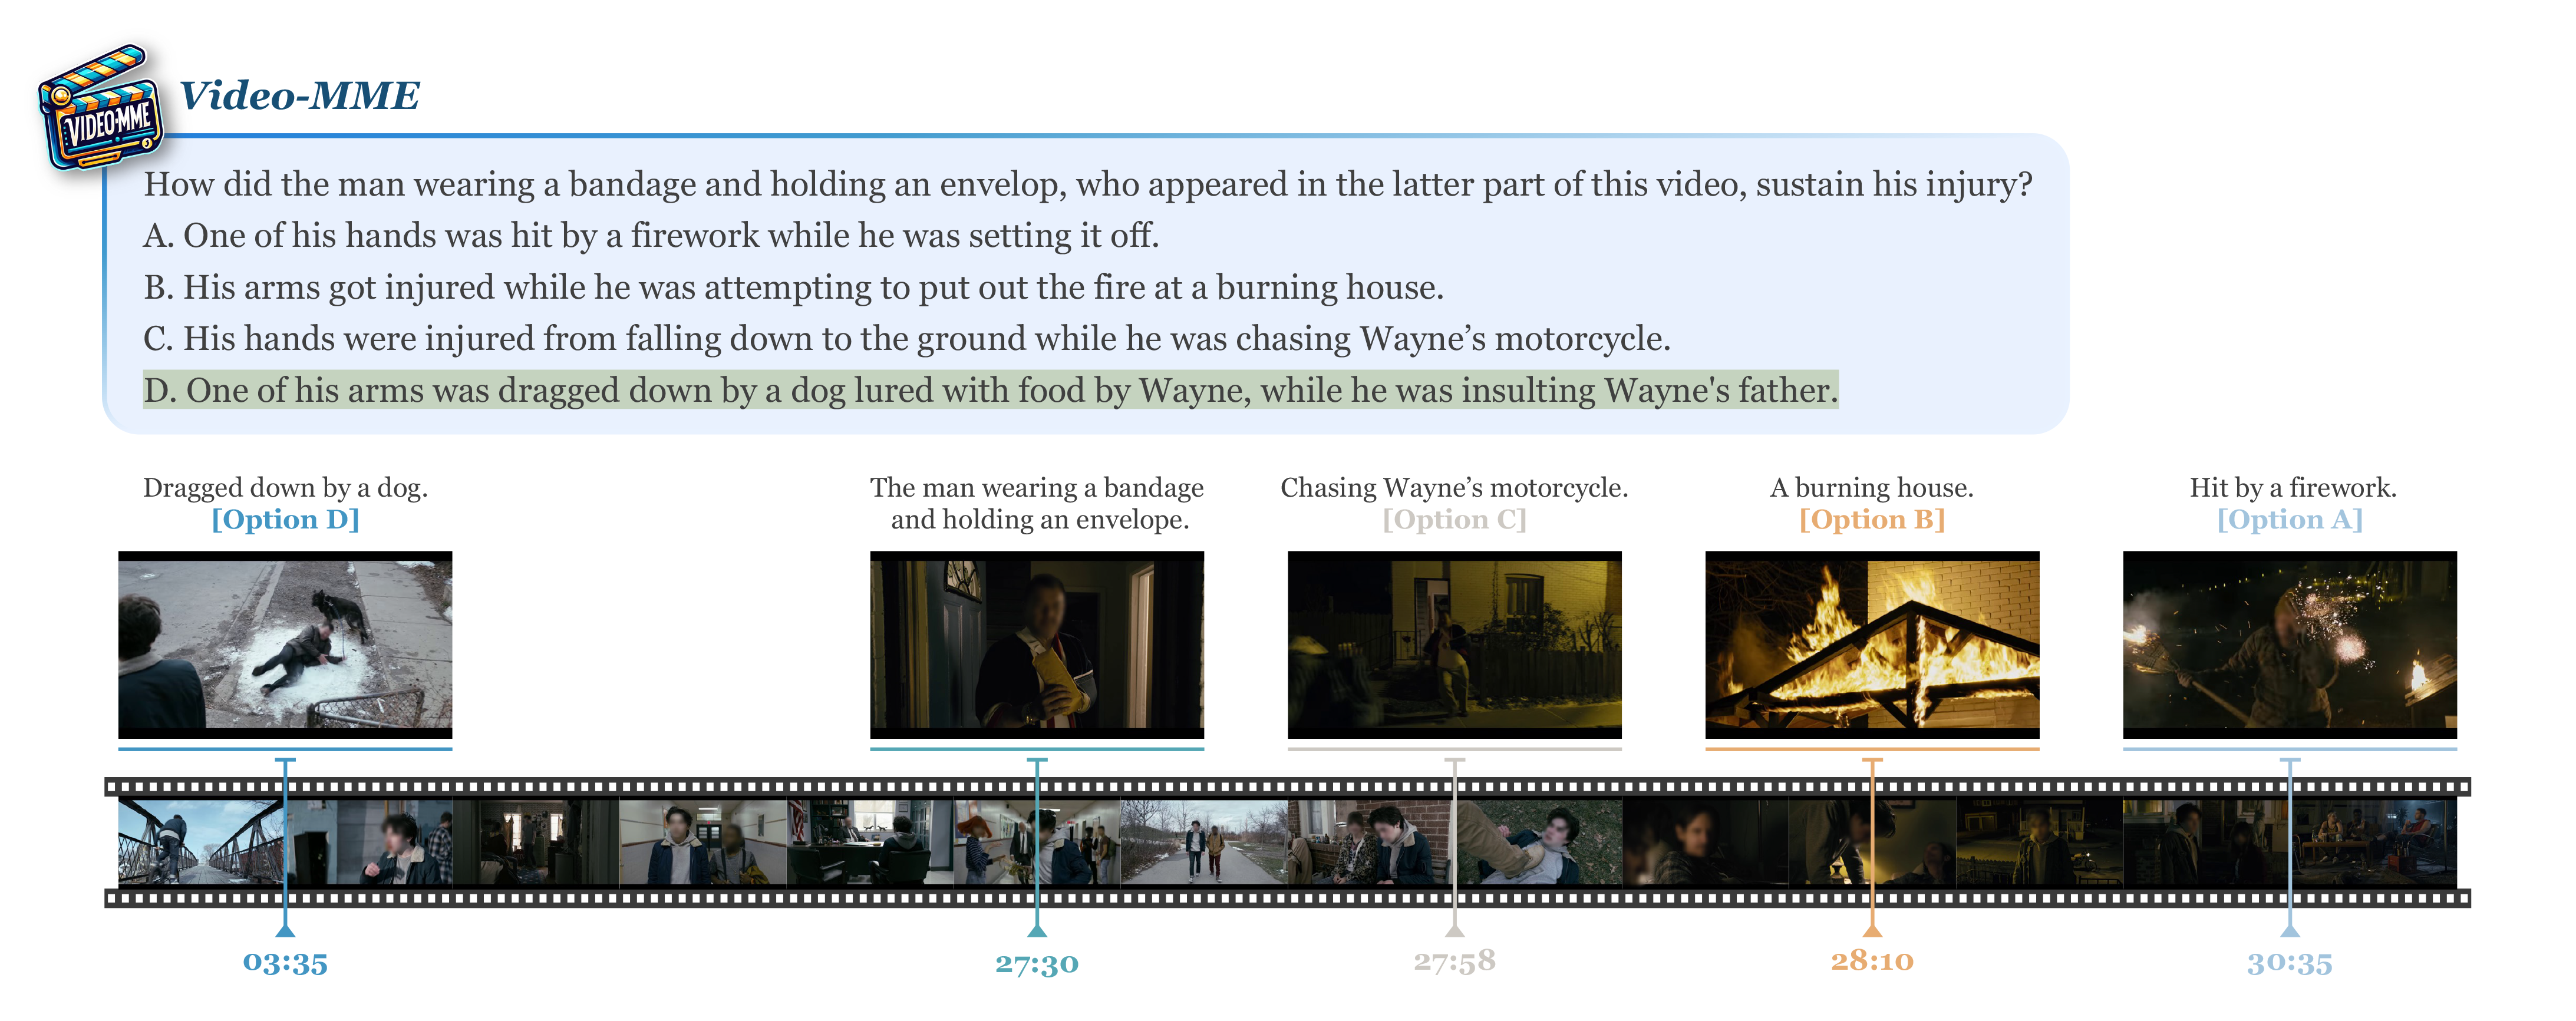 VIDEO-MME
Video-MME
How did the man wearing a bandage and holding an envelop, who appeared in the latter part of this video, sustain his injury?
A. One of his hands was hit by a firework while he was setting it off.
B. His arms got injured while he was attempting to put out the fire at a burning house.
C. His hands were injured from falling down to the ground while he was chasing Wayne’s motorcycle.
D. One of his arms was dragged down by a dog lured with food by Wayne, while he was insulting Wayne's father.
Dragged down by a dog.
[Option D]
The man wearing a bandage
and holding an envelope.
Chasing Wayne’s motorcycle.
[Option C]
A burning house.
[Option B]
Hit by a firework.
[Option A]
03:35
27:30
27:58
28:10
30:35